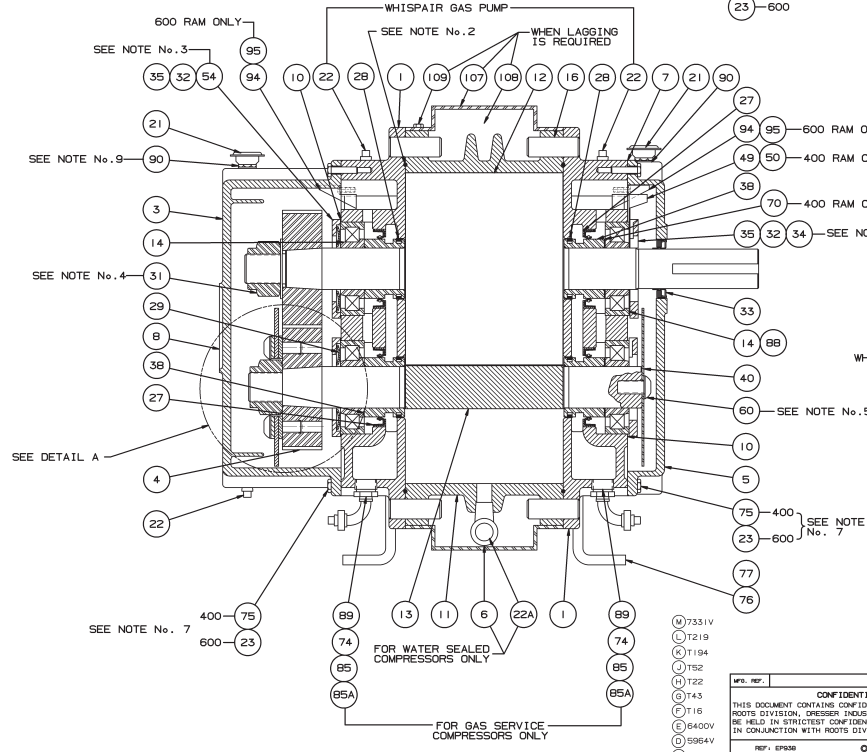 WHISPAIR GAS PUMP
23 600
600 RAM ONLY
SEE NOTE No.2
WHEN LAGGING
IS REQUIRED
SEE NOTE No.3
95
35 32 54 94 10 22 28 1 109 107 108 12 16 28 22 7 21 90
27
21
94 95 600 RAM O
SEE NOTE No.9 90
49 50 400 RAM O
38
3
70 400 RAM O
14
35 32 34 SEE NO
SEE NOTE No.4 31
33
29
14 88
8
WH
38
40
27
60 SEE NOTE No.5
SEE DETAIL A
10
4
5
22
75 400
SEE NOTE
No. 7
23 600
77
76
400 75
SEE NOTE No. 7
600 23
89 13 11 6 22A 1 89
74
85
85A
74
85
85A
FOR WATER SEALED
COMPRESSORS ONLY
FOR GAS SERVICE
COMPRESSORS ONLY
M 7331V
L T219
K T194
J T52
H T22
G T43
F T16
E 6400V
D 5964V
MFG. REF.
CONFIDENTI
THIS DOCUMENT CONTAINS CONFID
ROOTS DIVISION, DRESSER INDUS
BE HELD IN STRICTEST CONFIDEN
IN CONJUNCTION WITH ROOTS DI
REF: EP938